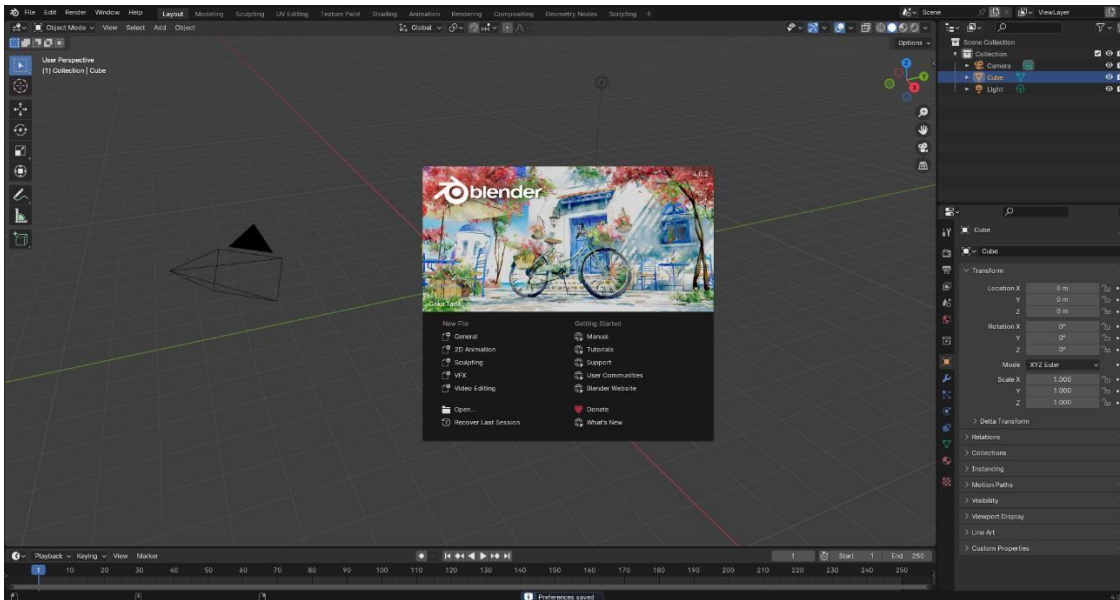 File Edit Render Window Help Layout Modeling Sculpting UV Editing Texture Paint Shading Animation Rendering Compositing Geometry Nodes Scripting + Scene ViewLayer
Object Mode View Select Add Object Global
Options
User Perspective
(1) Collection | Cube
Z
Y
X
Scene Collection
Collection
Camera
Cube
Light
blender
4.0.2
New File
General
2D Animation
Sculpting
VFX
Video Editing
Open...
Recover Last Session
Getting Started
Manual
Tutorials
Support
User Communities
Blender Website
Donate
What's New
Cube
Cube
Transform
Location X 0 m
Y 0 m
Z 0 m
Rotation X 0°
Y 0°
Z 0°
Mode XYZ Euler
Scale X 1.000
Y 1.000
Z 1.000
Delta Transform
Relations
Collections
Instancing
Motion Paths
Visibility
Viewport Display
Line Art
Custom Properties
Playback Keying View Marker 1 Start 1 End 250
1 10 20 30 40 50 60 70 80 90 100 110 120 130 140 150 160 170 180 190 200 210 220 230 240 250
Preferences saved